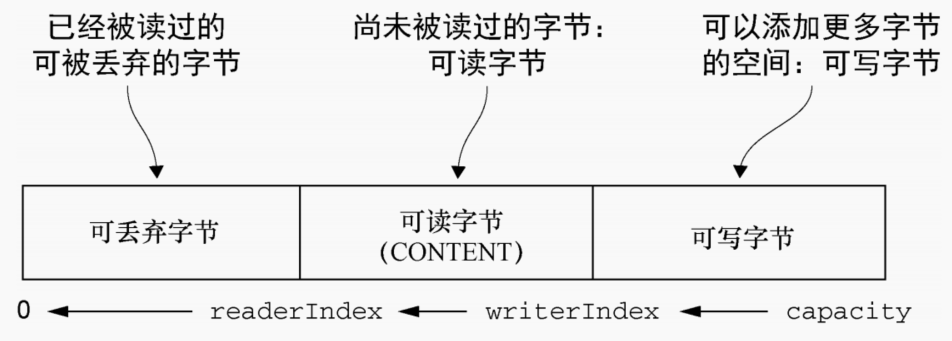 已经被读过的
可被丢弃的字节
尚未被读过的字节：
可读字节
可以添加更多字节
的空间：可写字节
可丢弃字节
可读字节
(CONTENT)
可写字节
0
readerIndex
writerIndex
capacity